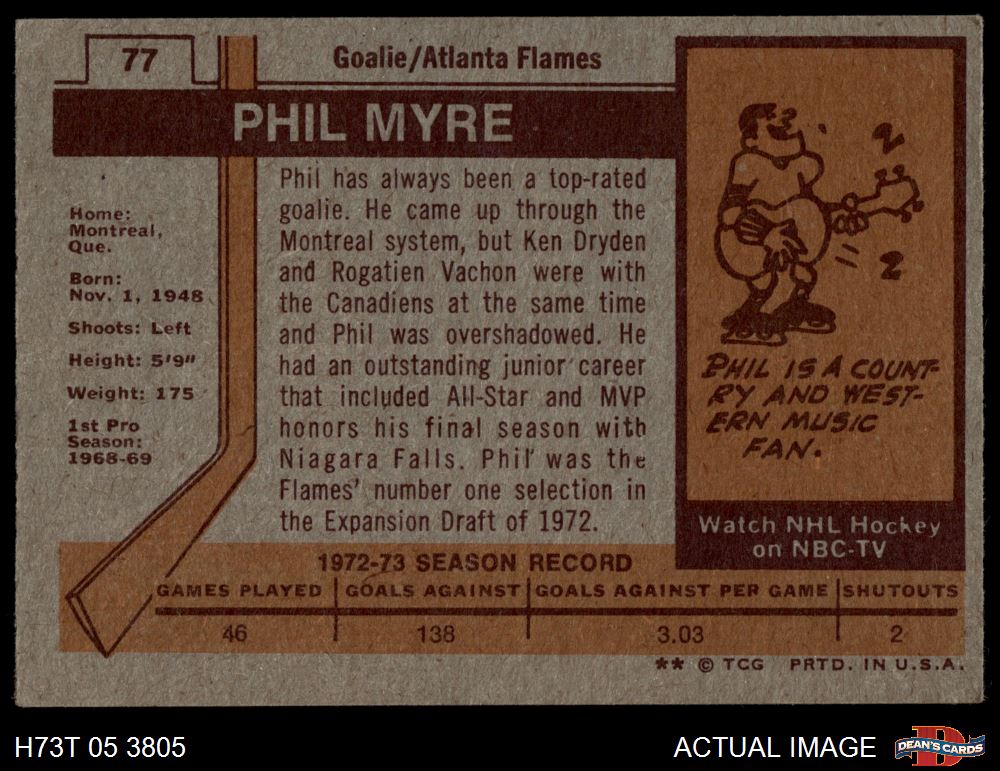 77
Goalie/Atlanta Flames
PHIL MYRE
Home:
Montreal,
Que.
Born:
Nov. 1, 1948
Shoots: Left
Height: 5'9"
Weight: 175
1st Pro
Season:
1968-69
Phil has always been a top-rated
goalie. He came up through the
Montreal system, but Ken Dryden
and Rogatien Vachon were with
the Canadiens at the same time
and Phil was overshadowed. He
had an outstanding junior career
that included All-Star and MVP
honors his final season with
Niagara Falls. Phil was the
Flames' number one selection in
the Expansion Draft of 1972.
PHIL IS A COUNT-
RY AND WEST-
ERN MUSIC
FAN.
Watch NHL Hockey
on NBC-TV
1972-73 SEASON RECORD
GAMES PLAYED GOALS AGAINST GOALS AGAINST PER GAME SHUTOUTS
46 138 3.03 2
** © TCG PRTD. IN U.S.A.
H73T 05 3805 ACTUAL IMAGE DEAN'S CARDS